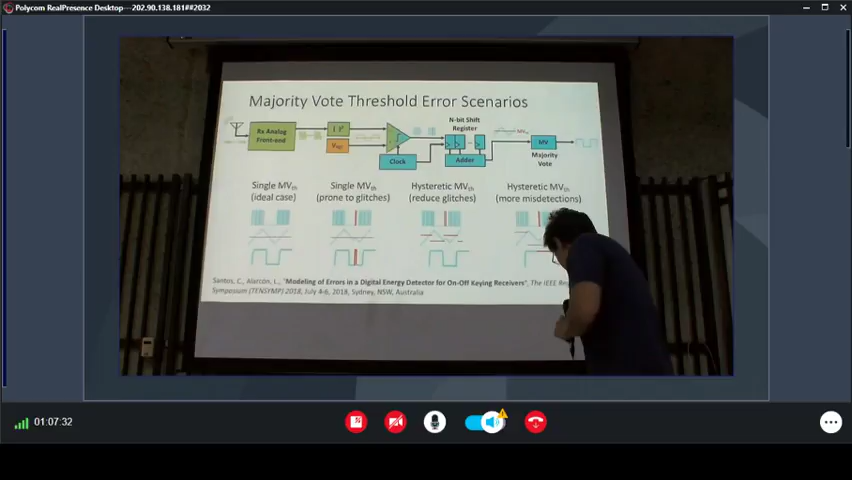 Polycom RealPresence Desktop---202.90.138.181##2032
Majority Vote Threshold Error Scenarios
Rx Analog
Front-end
| |²
Clock
N-bit Shift
Register
Adder
MV
Majority
Vote
Single MVth
(ideal case)
Single MVth
(prone to glitches)
Hysteretic MVth
(reduce glitches)
Hysteretic MVth
(more misdetections)
Santos, C., Alarcón, L., "Modeling of Errors in a Digital Energy Detector for On-Off Keying Receivers", The IEEE
Symposium (TENSYMP) 2018, July 4-6, 2018, Sydney, NSW, Australia
01:07:32